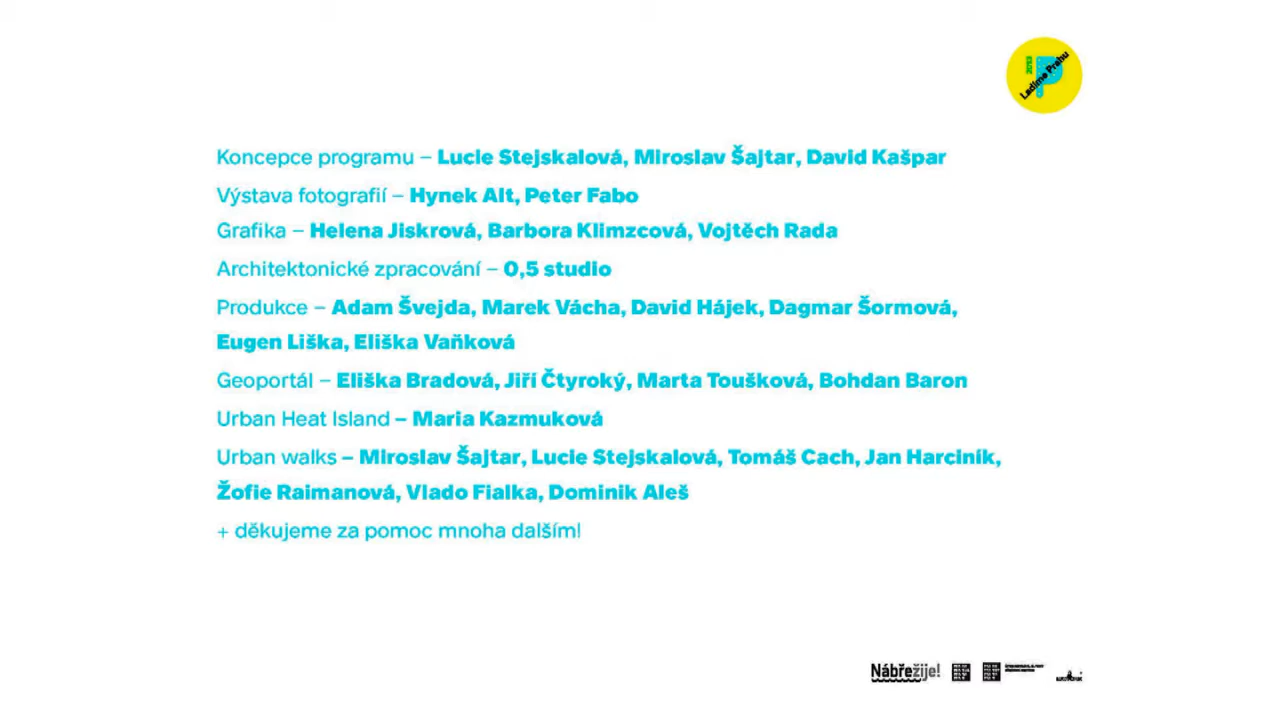 2013
Ladíme Prahu
Koncepce programu – Lucie Stejskalová, Miroslav Šajtar, David Kašpar
Výstava fotografií – Hynek Alt, Peter Fabo
Grafika – Helena Jiskrová, Barbora Klimzcová, Vojtěch Rada
Architektonické zpracování – 0,5 studio
Produkce – Adam Švejda, Marek Vácha, David Hájek, Dagmar Šormová,
Eugen Liška, Eliška Vaňková
Geoportál – Eliška Bradová, Jiří Čtyroký, Marta Toušková, Bohdan Baron
Urban Heat Island – Maria Kazmuková
Urban walks – Miroslav Šajtar, Lucie Stejskalová, Tomáš Cach, Jan Harciník,
Žofie Raimanová, Vlado Fialka, Dominik Aleš
+ děkujeme za pomoc mnoha dalším!
Nábřežije!